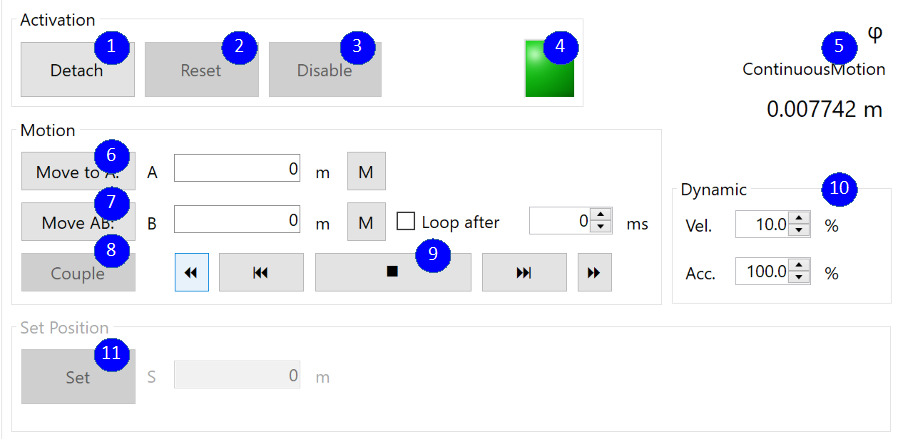 Activation
1 2 3 4 5 φ
Detach Reset Disable ContinuousMotion
0.007742 m
Motion
6
Move to A: A 0 m M
Dynamic 10
7
Move AB: B 0 m M Loop after 0 ms
Vel. 10.0 %
8 9
Couple
Acc. 100.0 %
Set Position
11
Set S 0 m